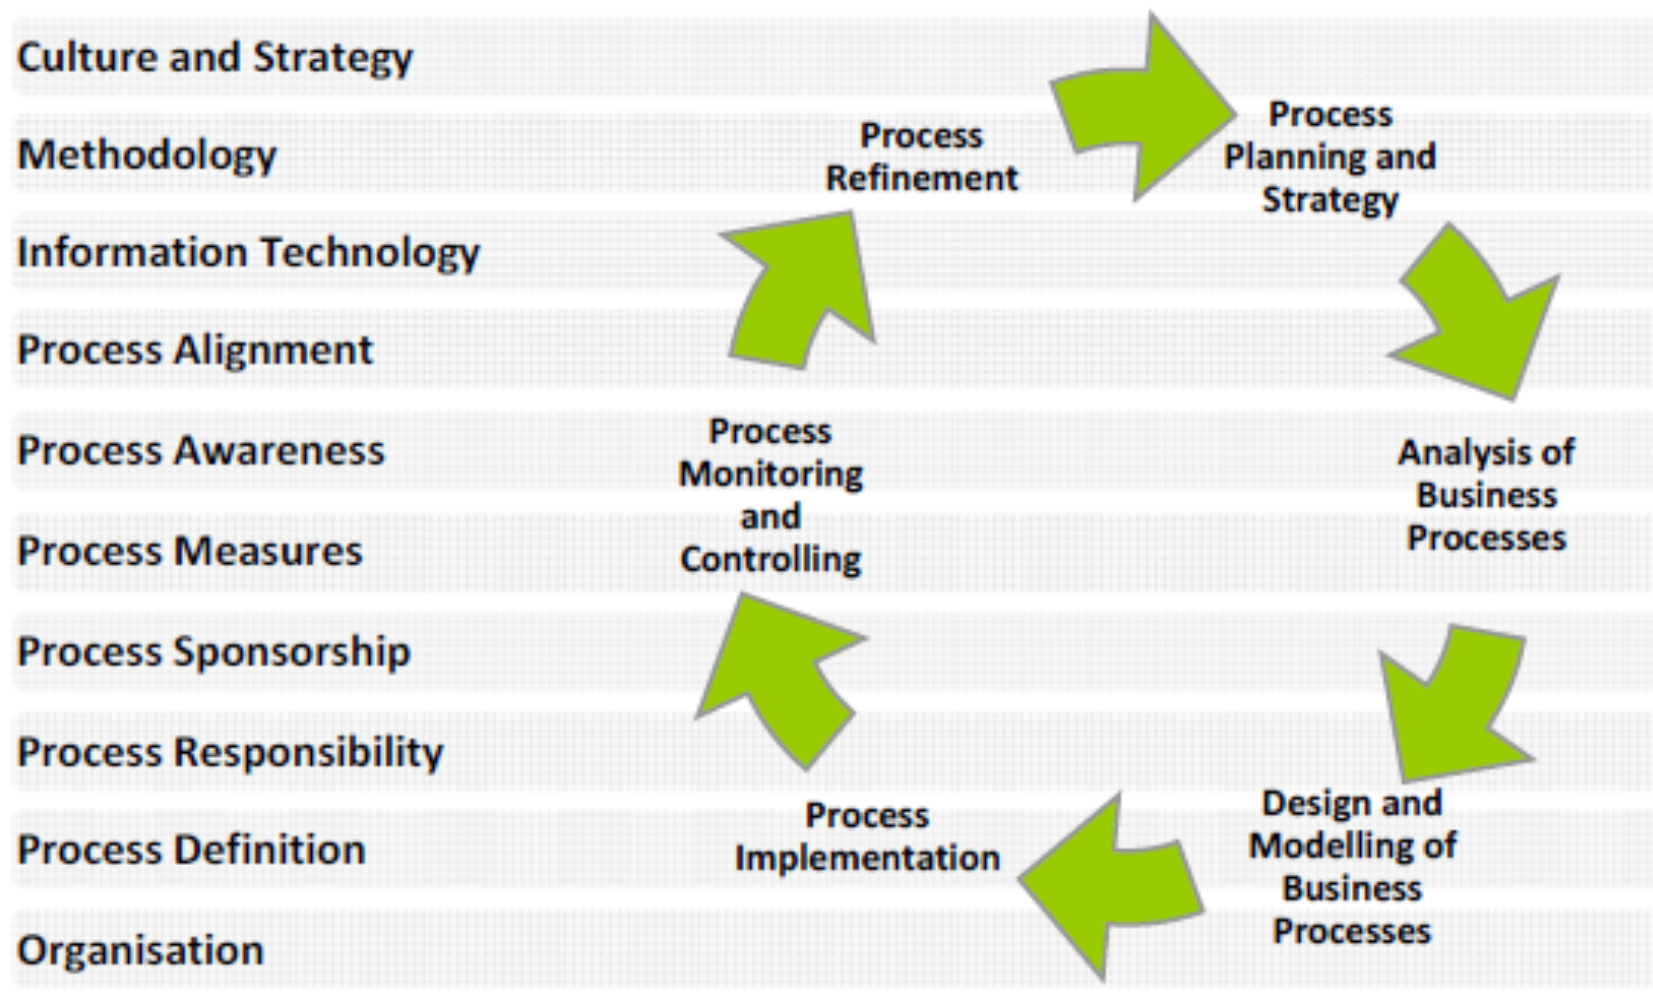 Culture and Strategy
Methodology
Information Technology
Process Alignment
Process Awareness
Process Measures
Process Sponsorship
Process Responsibility
Process Definition
Organisation
Process
Refinement
Process
Planning and
Strategy
Analysis of
Business
Processes
Design and
Modelling of
Business
Processes
Process
Implementation
Process
Monitoring
and
Controlling